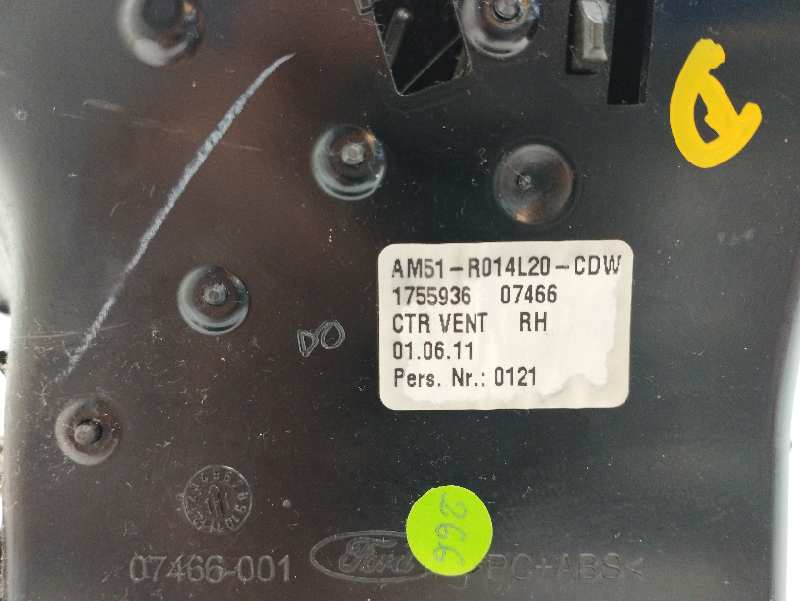 AM51-R014L20-CDW
1755936 07466
CTR VENT RH
01.06.11
Pers. Nr.: 0121
DO
266
07466-001 Ford >PC+ABS<